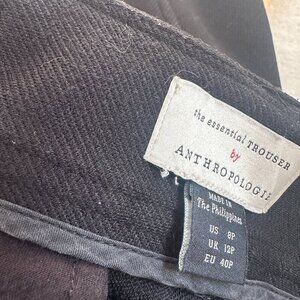 the essential TROUSER
by
ANTHROPOLOGIE
MADE IN
The Philippines
US 8P
UK 12P
EU 40P